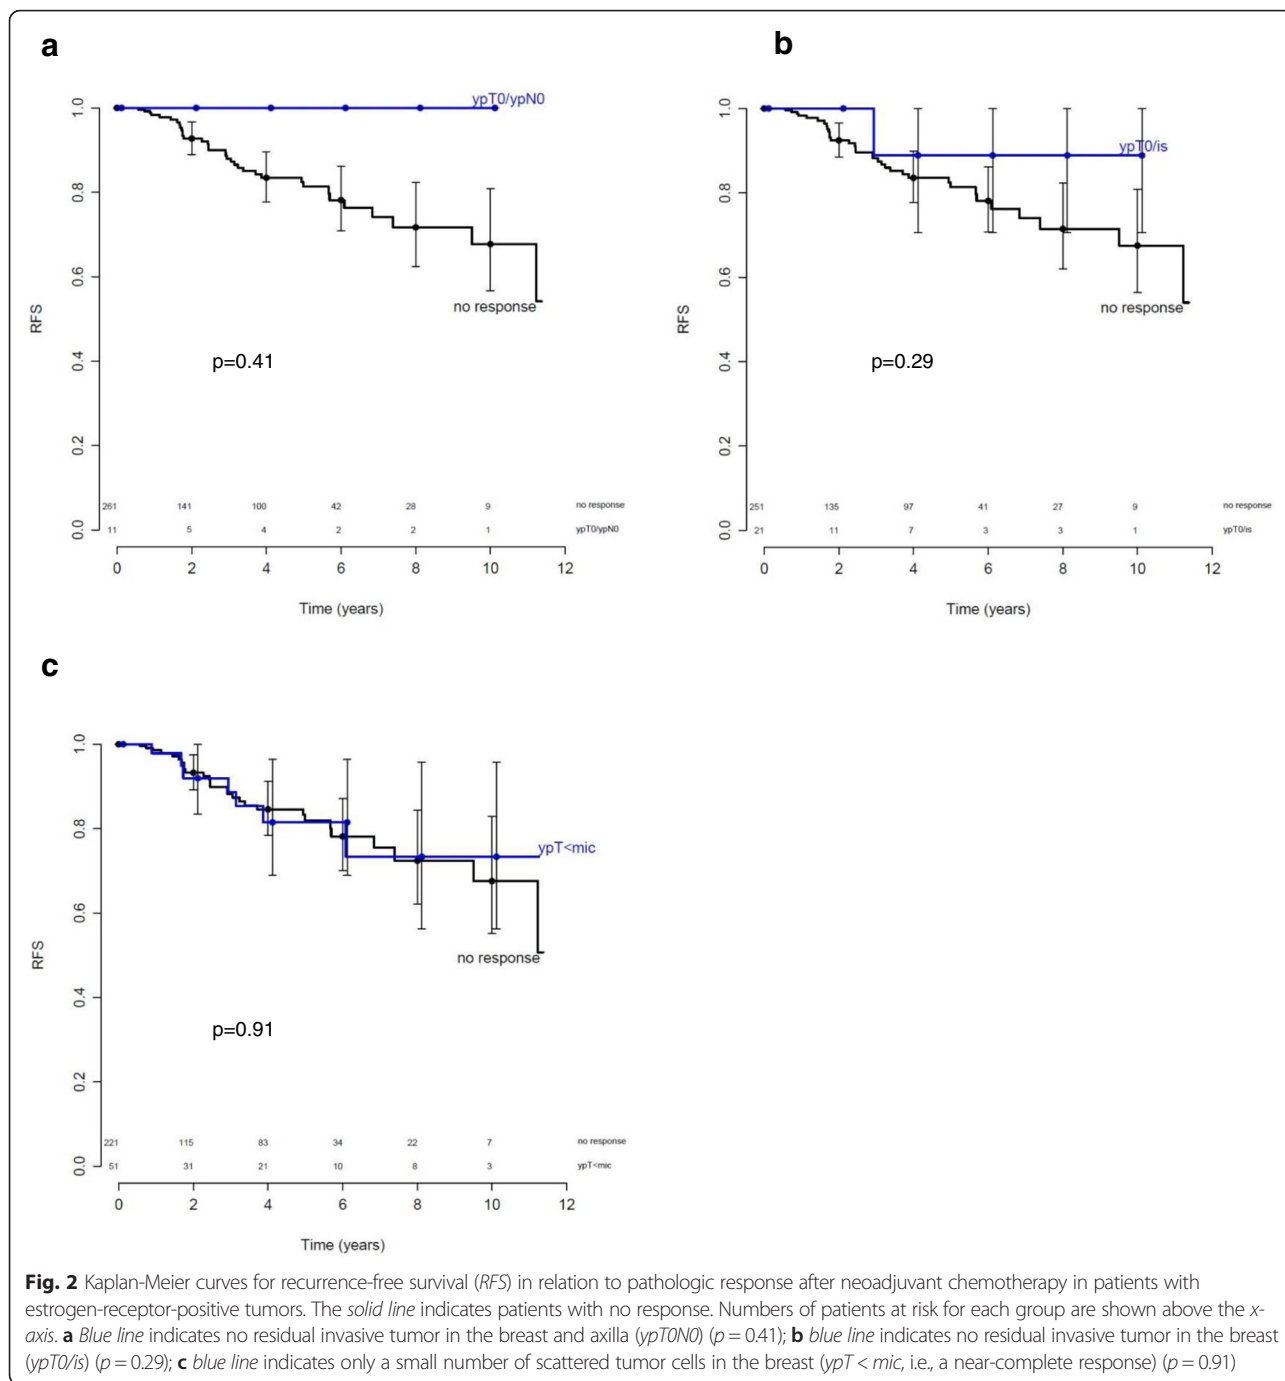 a
1.0
0.8
0.6
0.4
0.2
0.0
RFS
ypT0/ypN0
no response
p=0.41
261 141 100 42 28 9 no response
11 5 4 2 2 1 ypT0/ypN0
0 2 4 6 8 10 12
Time (years)
b
1.0
0.8
0.6
0.4
0.2
0.0
RFS
ypT0/is
no response
p=0.29
251 135 97 41 27 9 no response
21 11 7 3 3 1 ypT0/is
0 2 4 6 8 10 12
Time (years)
c
1.0
0.8
0.6
0.4
0.2
0.0
RFS
ypT<mic
no response
p=0.91
221 115 83 34 22 7 no response
51 31 21 10 8 3 ypT<mic
0 2 4 6 8 10 12
Time (years)
Fig. 2 Kaplan-Meier curves for recurrence-free survival (RFS) in relation to pathologic response after neoadjuvant chemotherapy in patients with
estrogen-receptor-positive tumors. The solid line indicates patients with no response. Numbers of patients at risk for each group are shown above the x-
axis. a Blue line indicates no residual invasive tumor in the breast and axilla (ypT0N0) (p = 0.41); b blue line indicates no residual invasive tumor in the breast
(ypT0/is) (p = 0.29); c blue line indicates only a small number of scattered tumor cells in the breast (ypT < mic, i.e., a near-complete response) (p = 0.91)